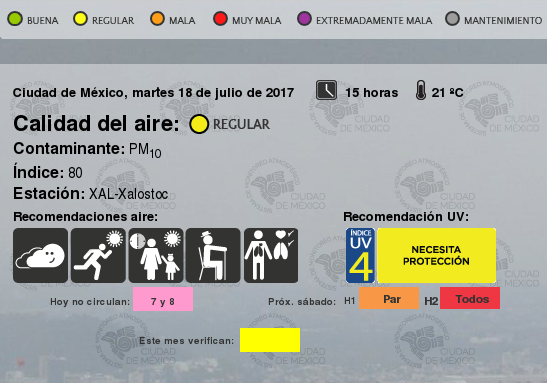 BUENA REGULAR MALA MUY MALA EXTREMADAMENTE MALA MANTENIMIENTO
Ciudad de México, martes 18 de julio de 2017 15 horas 21 ºC
Calidad del aire: REGULAR
Contaminante: PM10
Índice: 80
Estación: XAL-Xalostoc
Recomendaciones aire: Recomendación UV:
ÍNDICE
UV
4
NECESITA
PROTECCIÓN
Hoy no circulan: 7 y 8 Próx. sábado: H1 Par H2 Todos
Este mes verifican:
CIUDAD
DE MÉXICO